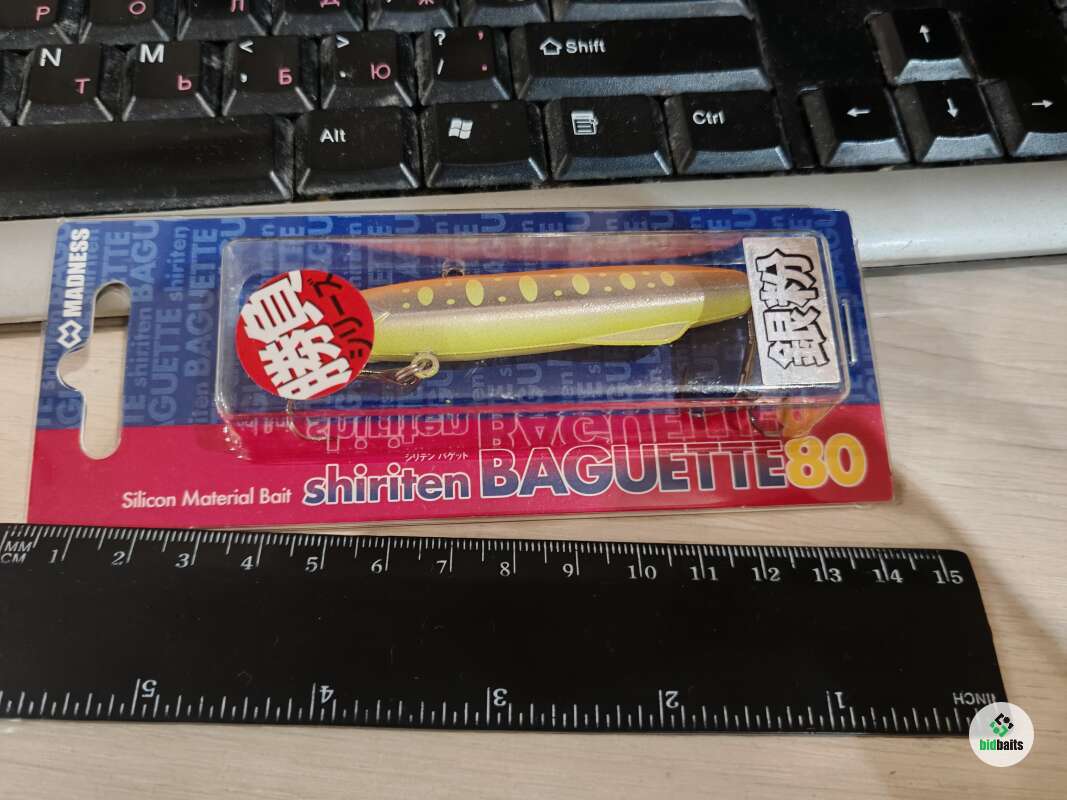 N
Т
M
Ь
<
,
Б
>
.
Ю
?
/
Shift
Alt
Ctrl
MADNESS
勝負
シリーズ
銀粉
シリテン バゲット
Silicon Material Bait shiriten BAGUETTE80
MM
CM
1 2 3 4 5 6 7 8 9 10 11 12 13 14 15
5 4 3 2 1
INCH
bidbaits